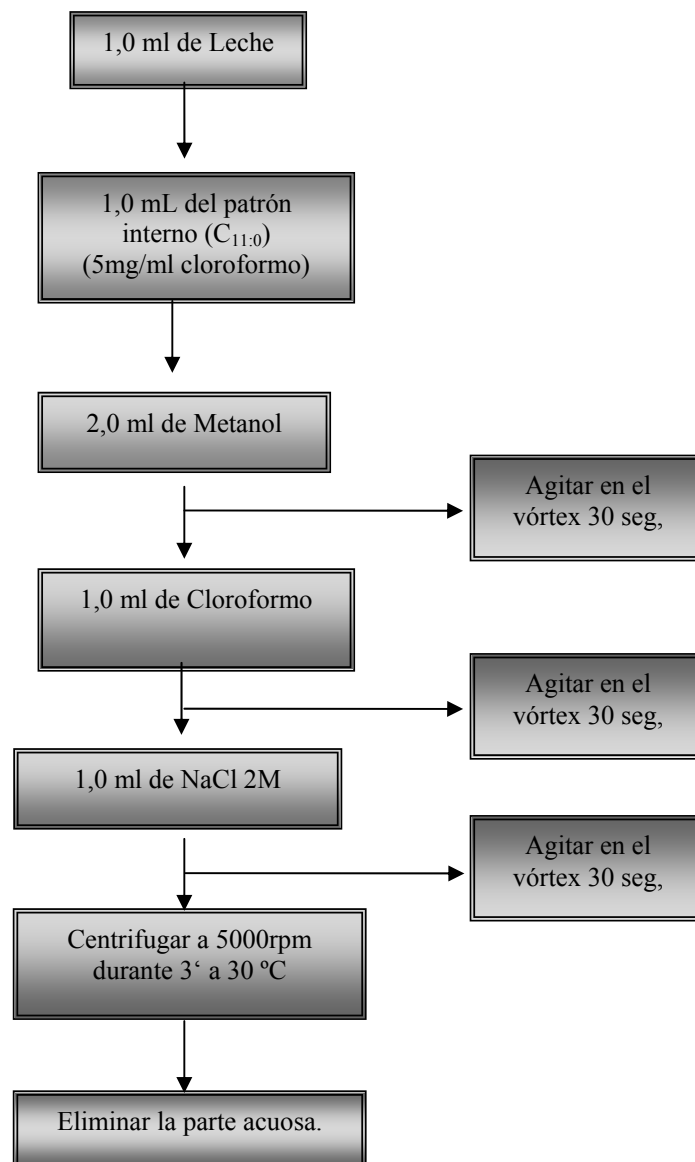 1,0 ml de Leche
1,0 mL del patrón
interno (C11:0)
(5mg/ml cloroformo)
2,0 ml de Metanol
Agitar en el
vórtex 30 seg,
1,0 ml de Cloroformo
Agitar en el
vórtex 30 seg,
1,0 ml de NaCl 2M
Agitar en el
vórtex 30 seg,
Centrifugar a 5000rpm
durante 3‘ a 30 ºC
Eliminar la parte acuosa.